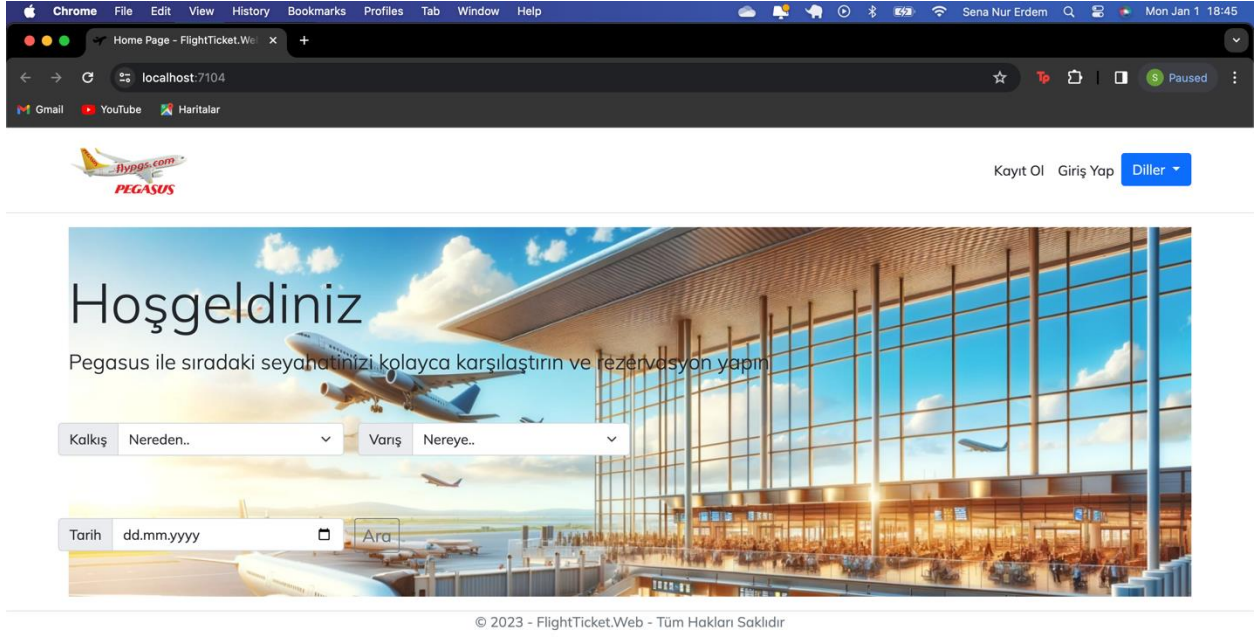 Chrome File Edit View History Bookmarks Profiles Tab Window Help Sena Nur Erdem Mon Jan 1 18:45
Home Page - FlightTicket.We
localhost:7104 Tp S Paused
Gmail YouTube Haritalar
flypgs.com
PEGASUS
Kayıt Ol Giriş Yap Diller
Hoşgeldiniz
Pegasus ile sıradaki seyahatinizi kolayca karşılaştırın ve rezervasyon yapın
Kalkış Nereden.. Varış Nereye..
Tarih dd.mm.yyyy Ara
© 2023 - FlightTicket.Web - Tüm Hakları Saklıdır